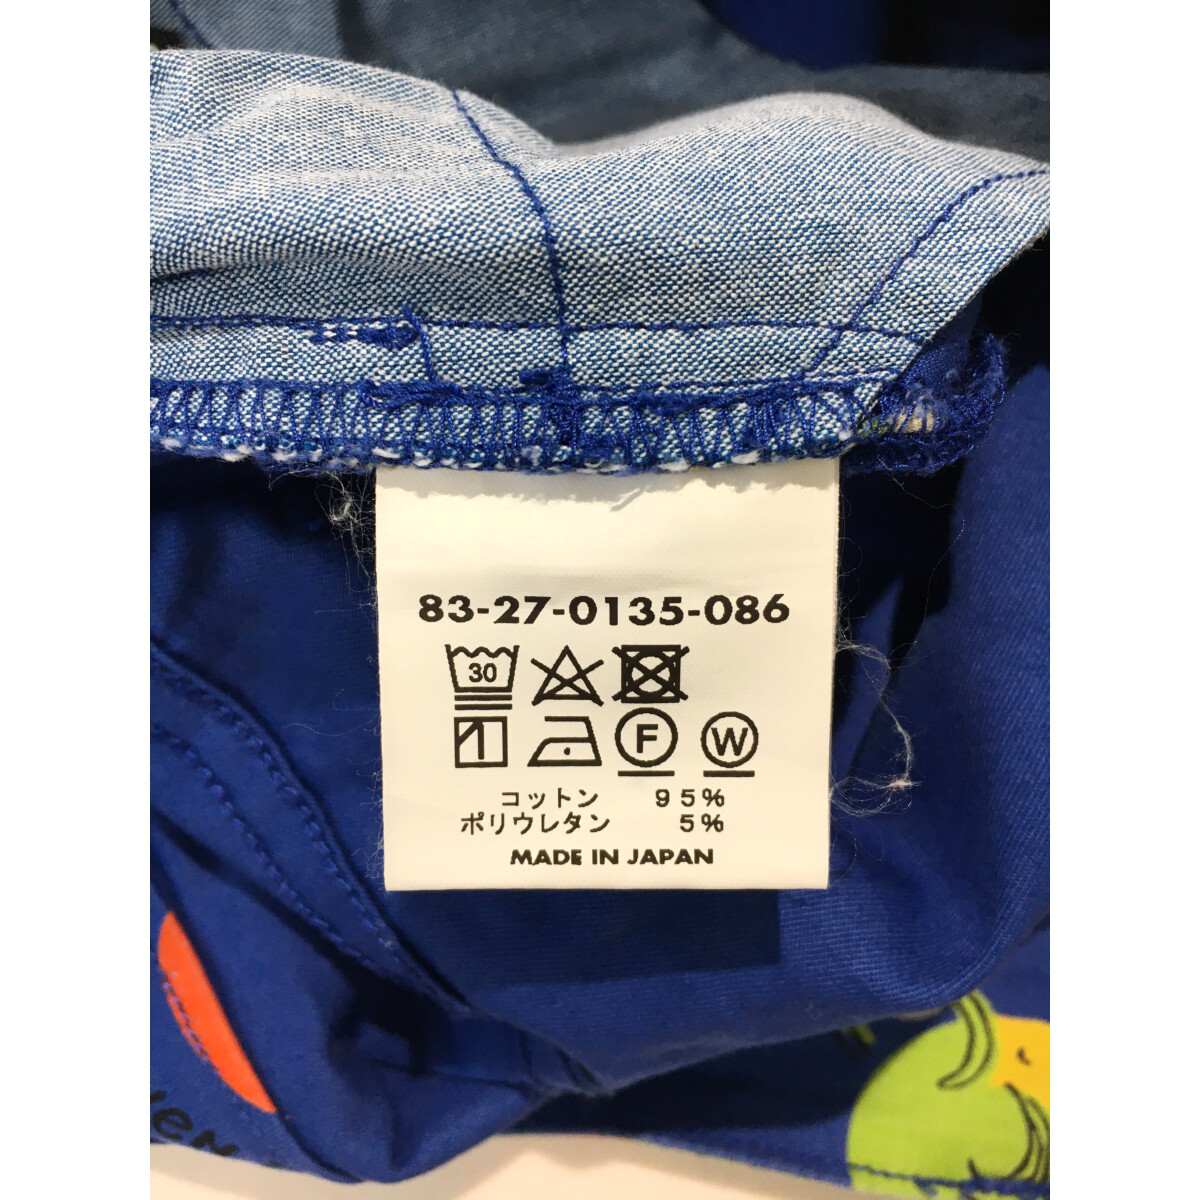 83-27-0135-086
30
F W
コットン 95%
ポリウレタン 5%
MADE IN JAPAN